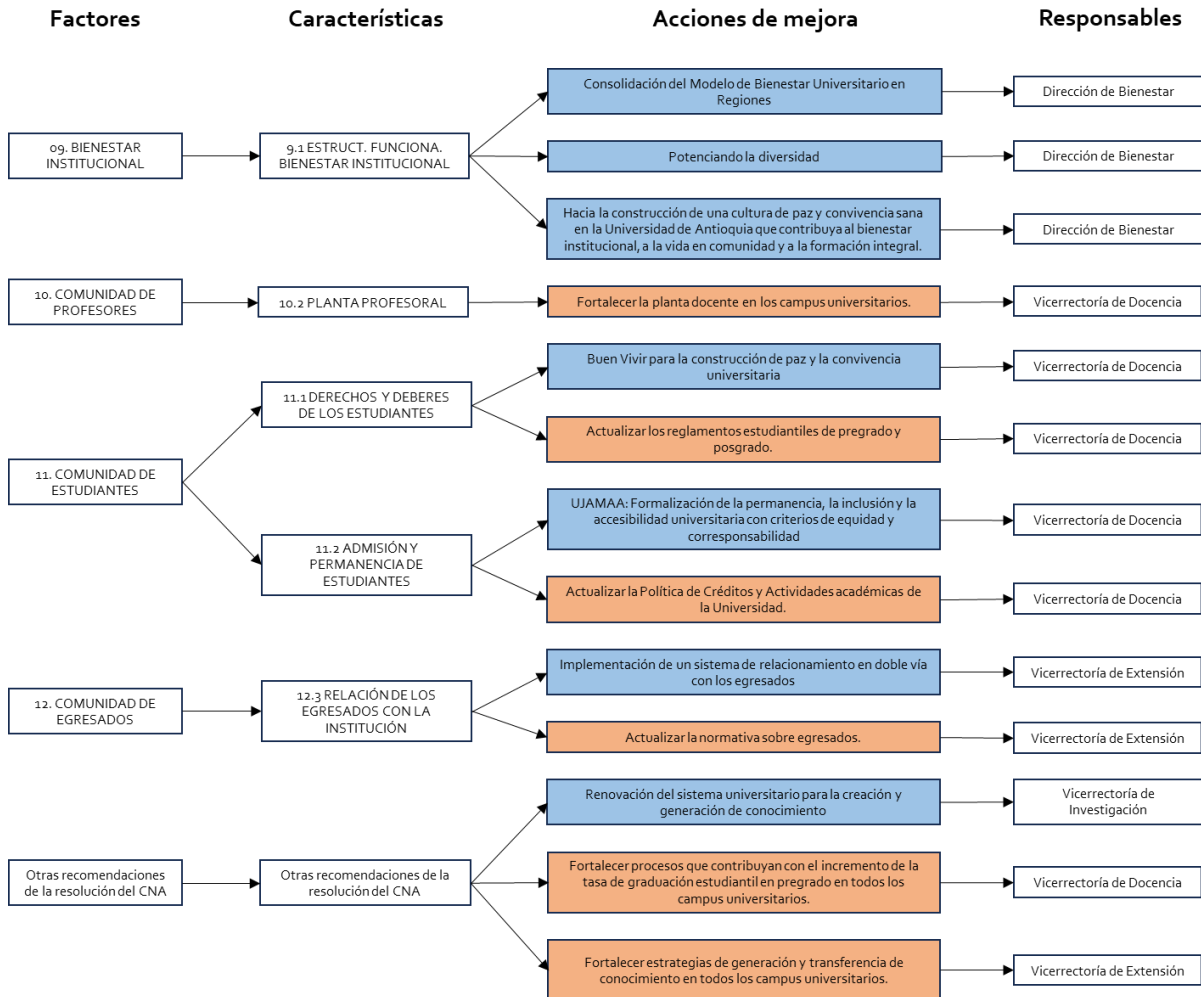 Factores
Características
Acciones de mejora
Responsables
09. BIENESTAR
INSTITUCIONAL
9.1 ESTRUCT. FUNCIONA.
BIENESTAR INSTITUCIONAL
Consolidación del Modelo de Bienestar Universitario en
Regiones
Dirección de Bienestar
Potenciando la diversidad
Dirección de Bienestar
Hacia la construcción de una cultura de paz y convivencia sana
en la Universidad de Antioquia que contribuya al bienestar
institucional, a la vida en comunidad y a la formación integral.
Dirección de Bienestar
10. COMUNIDAD DE
PROFESORES
10.2 PLANTA PROFESORAL
Fortalecer la planta docente en los campus universitarios.
Vicerrectoría de Docencia
11. COMUNIDAD DE
ESTUDIANTES
11.1 DERECHOS Y DEBERES
DE LOS ESTUDIANTES
Buen Vivir para la construcción de paz y la convivencia
universitaria
Vicerrectoría de Docencia
Actualizar los reglamentos estudiantiles de pregrado y
posgrado.
Vicerrectoría de Docencia
11.2 ADMISIÓN Y
PERMANENCIA DE
ESTUDIANTES
UJAMAA: Formalización de la permanencia, la inclusión y la
accesibilidad universitaria con criterios de equidad y
corresponsabilidad
Vicerrectoría de Docencia
Actualizar la Política de Créditos y Actividades académicas de
la Universidad.
Vicerrectoría de Docencia
12. COMUNIDAD DE
EGRESADOS
12.3 RELACIÓN DE LOS
EGRESADOS CON LA
INSTITUCIÓN
Implementación de un sistema de relacionamiento en doble vía
con los egresados
Vicerrectoría de Extensión
Actualizar la normativa sobre egresados.
Vicerrectoría de Extensión
Otras recomendaciones
de la resolución del CNA
Otras recomendaciones de la
resolución del CNA
Renovación del sistema universitario para la creación y
generación de conocimiento
Vicerrectoría de
Investigación
Fortalecer procesos que contribuyan con el incremento de la
tasa de graduación estudiantil en pregrado en todos los
campus universitarios.
Vicerrectoría de Docencia
Fortalecer estrategias de generación y transferencia de
conocimiento en todos los campus universitarios.
Vicerrectoría de Extensión